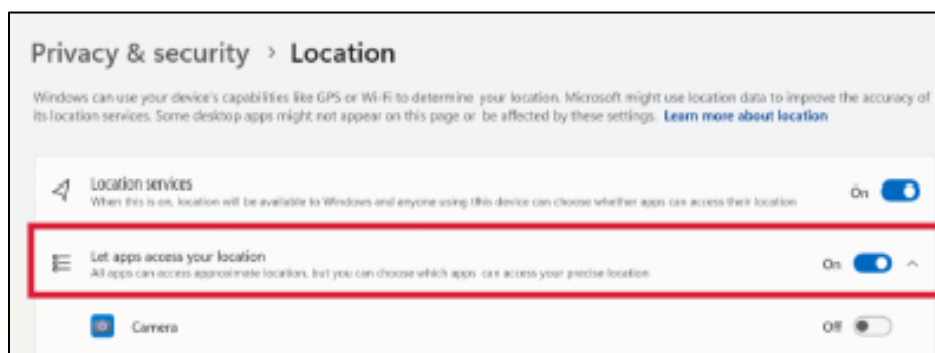 Privacy & security > Location
Windows can use your device's capabilities like GPS or Wi-Fi to determine your location. Microsoft might use location data to improve the accuracy of
its location services. Some desktop apps might not appear on this page or be affected by these settings. Learn more about location
Location services
On
When this is on, location will be available to Windows and anyone using this device can choose whether apps can access their location
Let apps access your location
On
All apps can access approximate location, but you can choose which apps can access your precise location
Camera
Off